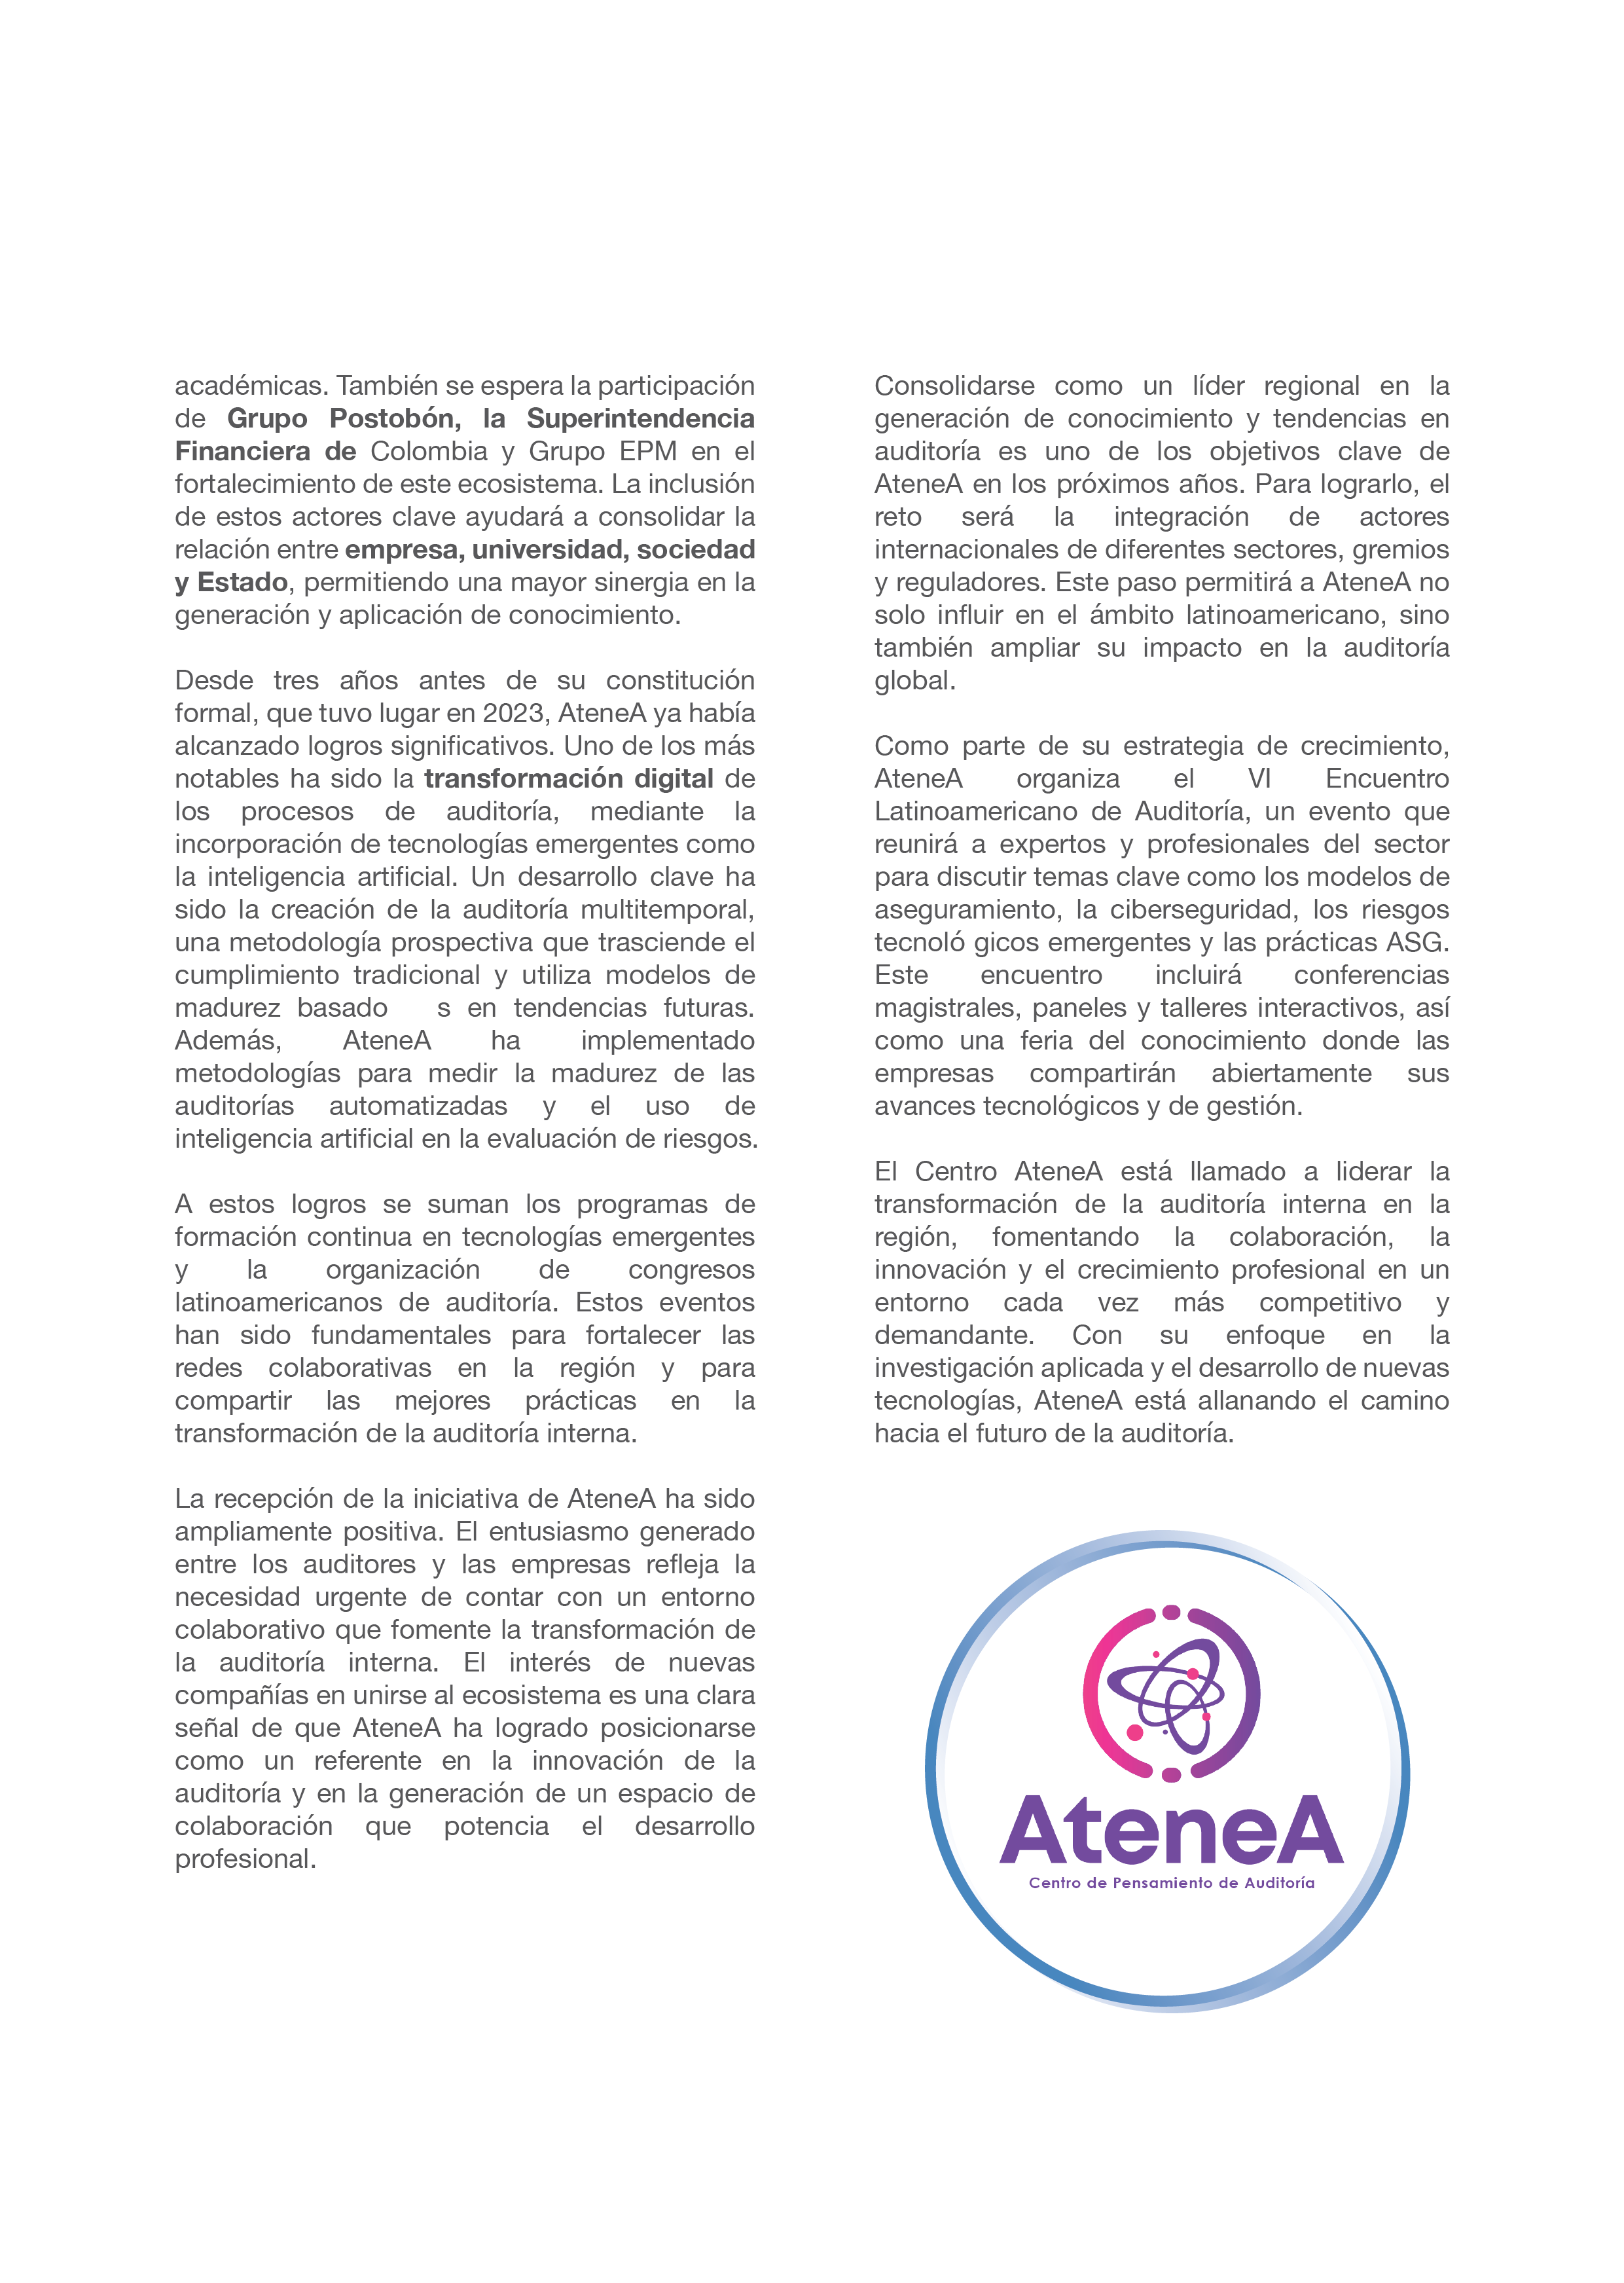 académicas. También se espera la participación
de Grupo Postobón, la Superintendencia
Financiera de Colombia y Grupo EPM en el
fortalecimiento de este ecosistema. La inclusión
de estos actores clave ayudará a consolidar la
relación entre empresa, universidad, sociedad
y Estado, permitiendo una mayor sinergia en la
generación y aplicación de conocimiento.
Desde tres años antes de su constitución
formal, que tuvo lugar en 2023, AteneA ya había
alcanzado logros significativos. Uno de los más
notables ha sido la transformación digital de
los procesos de auditoría, mediante la
incorporación de tecnologías emergentes como
la inteligencia artificial. Un desarrollo clave ha
sido la creación de la auditoría multitemporal,
una metodología prospectiva que trasciende el
cumplimiento tradicional y utiliza modelos de
madurez basado s en tendencias futuras.
Además, AteneA ha implementado
metodologías para medir la madurez de las
auditorías automatizadas y el uso de
inteligencia artificial en la evaluación de riesgos.
A estos logros se suman los programas de
formación continua en tecnologías emergentes
y la organización de congresos
latinoamericanos de auditoría. Estos eventos
han sido fundamentales para fortalecer las
redes colaborativas en la región y para
compartir las mejores prácticas en la
transformación de la auditoría interna.
La recepción de la iniciativa de AteneA ha sido
ampliamente positiva. El entusiasmo generado
entre los auditores y las empresas refleja la
necesidad urgente de contar con un entorno
colaborativo que fomente la transformación de
la auditoría interna. El interés de nuevas
compañías en unirse al ecosistema es una clara
señal de que AteneA ha logrado posicionarse
como un referente en la innovación de la
auditoría y en la generación de un espacio de
colaboración que potencia el desarrollo
profesional.
Consolidarse como un líder regional en la
generación de conocimiento y tendencias en
auditoría es uno de los objetivos clave de
AteneA en los próximos años. Para lograrlo, el
reto será la integración de actores
internacionales de diferentes sectores, gremios
y reguladores. Este paso permitirá a AteneA no
solo influir en el ámbito latinoamericano, sino
también ampliar su impacto en la auditoría
global.
Como parte de su estrategia de crecimiento,
AteneA organiza el VI Encuentro
Latinoamericano de Auditoría, un evento que
reunirá a expertos y profesionales del sector
para discutir temas clave como los modelos de
aseguramiento, la ciberseguridad, los riesgos
tecnoló gicos emergentes y las prácticas ASG.
Este encuentro incluirá conferencias
magistrales, paneles y talleres interactivos, así
como una feria del conocimiento donde las
empresas compartirán abiertamente sus
avances tecnológicos y de gestión.
El Centro AteneA está llamado a liderar la
transformación de la auditoría interna en la
región, fomentando la colaboración, la
innovación y el crecimiento profesional en un
entorno cada vez más competitivo y
demandante. Con su enfoque en la
investigación aplicada y el desarrollo de nuevas
tecnologías, AteneA está allanando el camino
hacia el futuro de la auditoría.
AteneA
Centro de Pensamiento de Auditoría